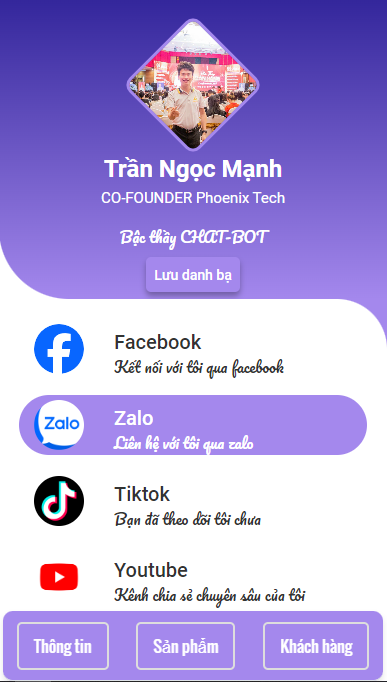 Trần Ngọc Mạnh
CO-FOUNDER Phoenix Tech
Bậc thầy CHAT-BOT
Lưu danh bạ
Facebook
Kết nối với tôi qua facebook
Zalo
Zalo
Liên hệ với tôi qua zalo
Tiktok
Bạn đã theo dõi tôi chưa
Youtube
Kênh chia sẻ chuyên sâu của tôi
Thông tin
Sản phẩm
Khách hàng